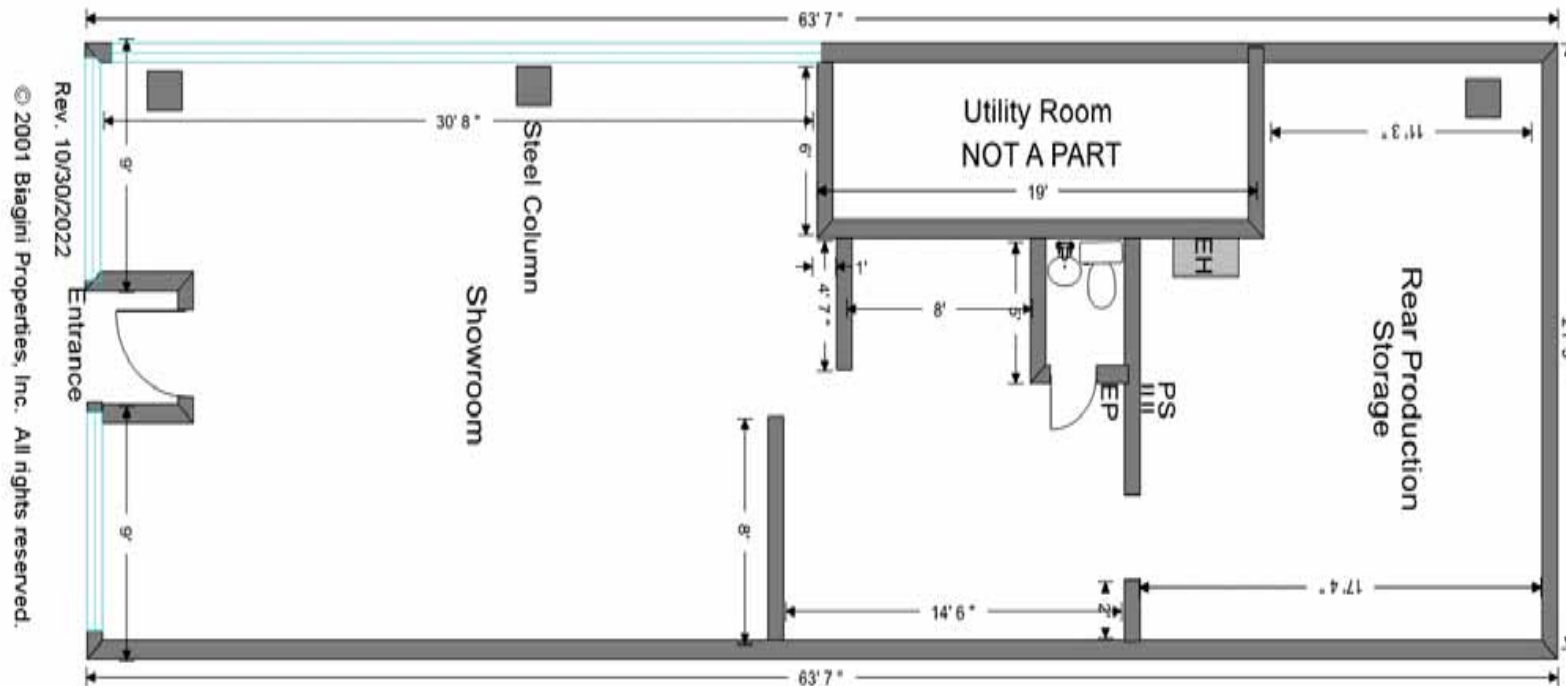 63' 7 "
Rev. 10/30/2022
© 2001 Biagini Properties, Inc. All rights reserved.
9'
30' 8 "
Steel Column
6'
Utility Room
NOT A PART
19'
11' 3 "
Entrance
Showroom
1'
4' 7 "
8'
5'
EH
Rear Production
Storage
PS
EP
9'
8'
14' 6 "
2'
17' 4 "
63' 7 "